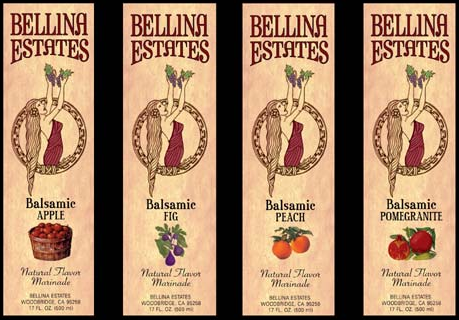 BELLINA
ESTATES
Balsamic
APPLE
Natural Flavor
Marinade
BELLINA ESTATES
WOODBRIDGE, CA 95258
17 FL. OZ. (500 ml)
BELLINA
ESTATES
Balsamic
FIG
Natural Flavor
Marinade
BELLINA ESTATES
WOODBRIDGE, CA 95258
17 FL. OZ. (500 ml)
BELLINA
ESTATES
Balsamic
PEACH
Natural Flavor
Marinade
BELLINA ESTATES
WOODBRIDGE, CA 95258
17 FL. OZ. (500 ml)
BELLINA
ESTATES
Balsamic
POMEGRANITE
Natural Flavor
Marinade
BELLINA ESTATES
WOODBRIDGE, CA 95258
17 FL. OZ. (500 ml)